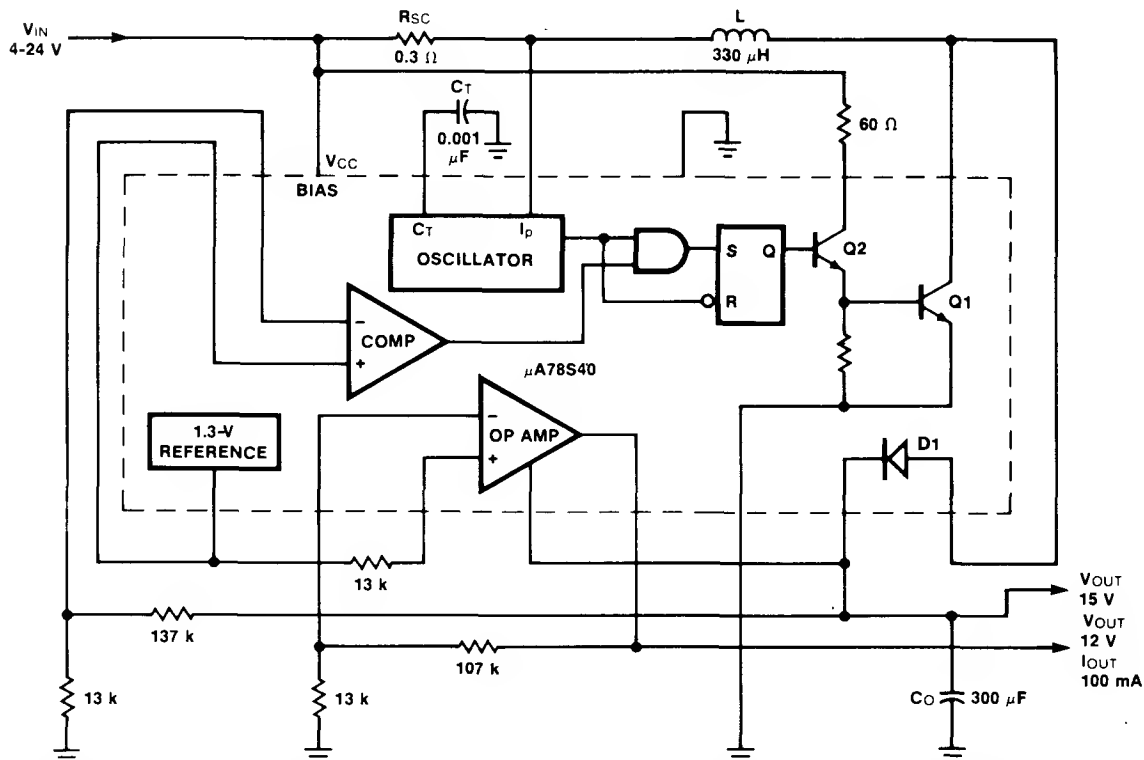 VIN
4-24 V
RSC
0.3 Ω
L
330 μH
CT
0.001
μF
60 Ω
VCC
BIAS
CT
Ip
OSCILLATOR
S
Q
R
Q2
Q1
−
COMP
+
μA78S40
1.3-V
REFERENCE
−
OP AMP
+
D1
13 k
137 k
107 k
13 k
13 k
CO
300 μF
VOUT
15 V
VOUT
12 V
IOUT
100 mA